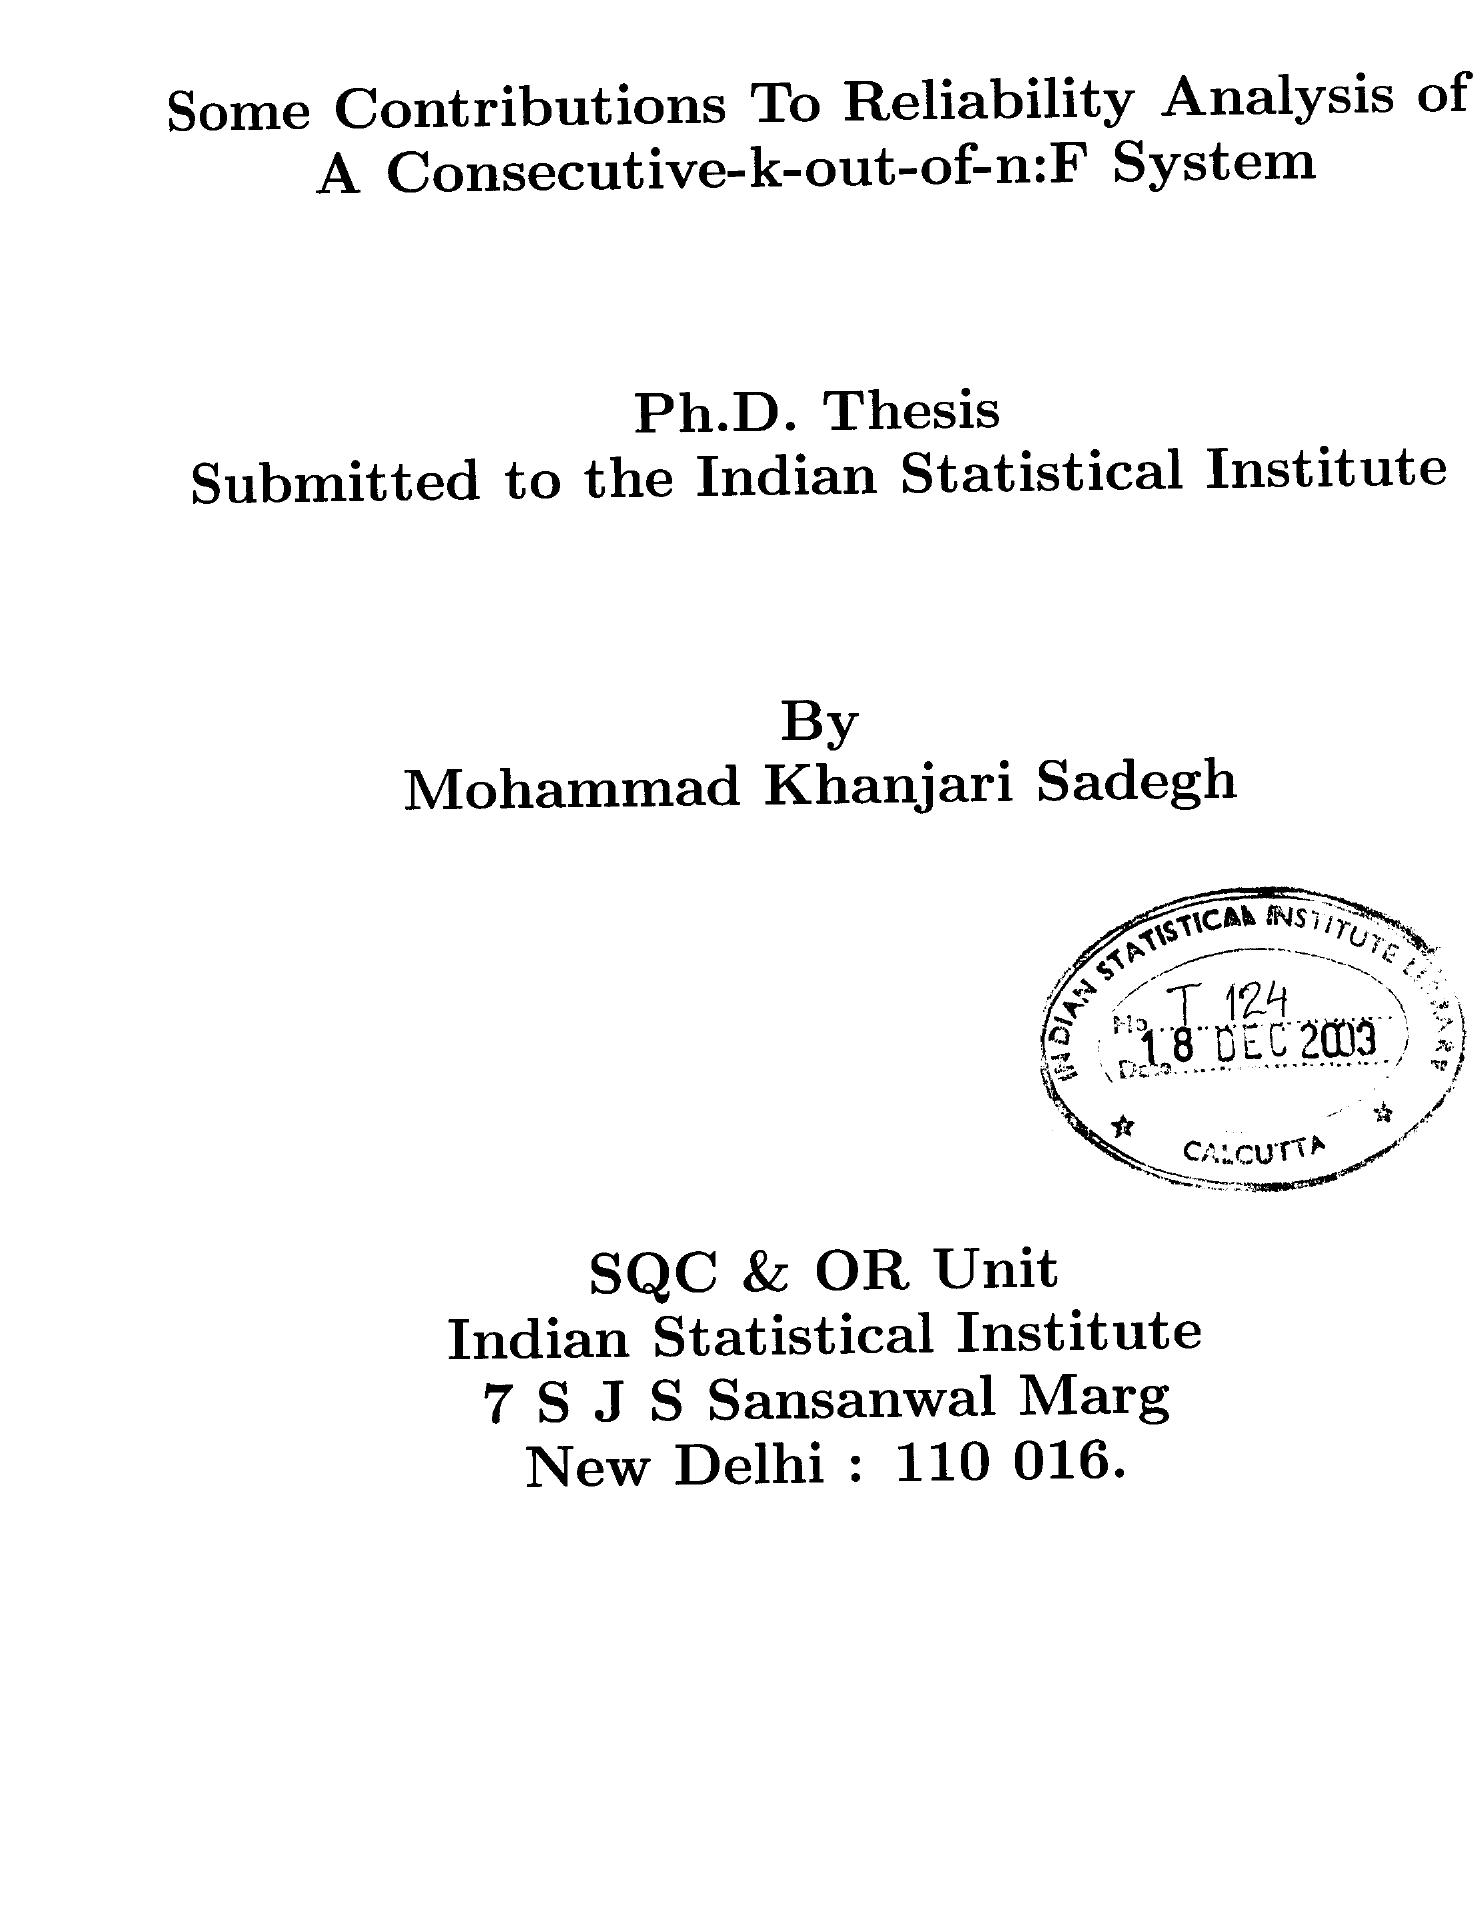 Some Contributions To Reliability Analysis of
A Consecutive-k-out-of-n:F System
Ph.D. Thesis
Submitted to the Indian Statistical Institute
By
Mohammad Khanjari Sadegh
INDIAN STATISTICAL INSTITUTE LIBRARY
No. T 124
Date 18 DEC 2003
CALCUTTA
SQC & OR Unit
Indian Statistical Institute
7 S J S Sansanwal Marg
New Delhi : 110 016.